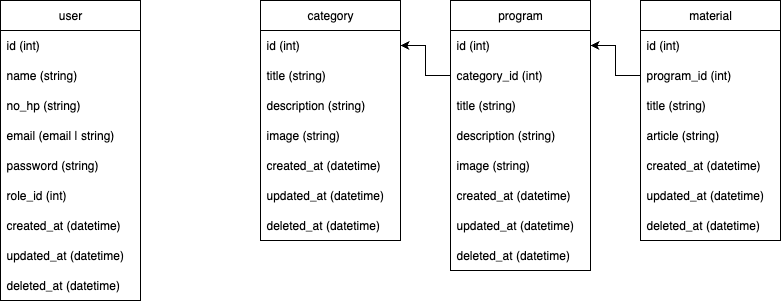 user
id (int)
name (string)
no_hp (string)
email (email | string)
password (string)
role_id (int)
created_at (datetime)
updated_at (datetime)
deleted_at (datetime)
category
id (int)
title (string)
description (string)
image (string)
created_at (datetime)
updated_at (datetime)
deleted_at (datetime)
program
id (int)
category_id (int)
title (string)
description (string)
image (string)
created_at (datetime)
updated_at (datetime)
deleted_at (datetime)
material
id (int)
program_id (int)
title (string)
article (string)
created_at (datetime)
updated_at (datetime)
deleted_at (datetime)